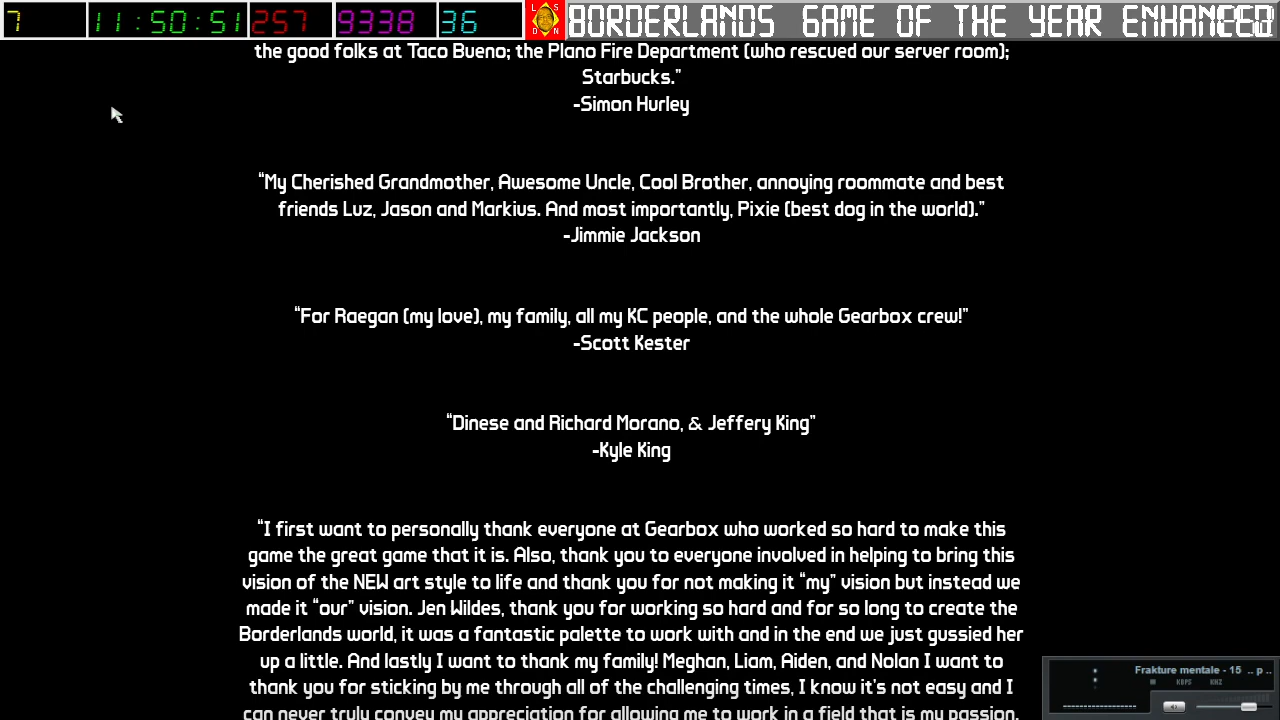 7 11:50:51 257 9338 36 S D N BORDERLANDS GAME OF THE YEAR ENHANCED
the good folks at Taco Bueno; the Plano Fire Department (who rescued our server room);
Starbucks.”
-Simon Hurley
“My Cherished Grandmother, Awesome Uncle, Cool Brother, annoying roommate and best
friends Luz, Jason and Markius. And most importantly, Pixie (best dog in the world).”
-Jimmie Jackson
“For Raegan (my love), my family, all my KC people, and the whole Gearbox crew!”
-Scott Kester
“Dinese and Richard Morano, & Jeffery King”
-Kyle King
“I first want to personally thank everyone at Gearbox who worked so hard to make this
game the great game that it is. Also, thank you to everyone involved in helping to bring this
vision of the NEW art style to life and thank you for not making it “my” vision but instead we
made it “our” vision. Jen Wildes, thank you for working so hard and for so long to create the
Borderlands world, it was a fantastic palette to work with and in the end we just gussied her
up a little. And lastly I want to thank my family! Meghan, Liam, Aiden, and Nolan I want to
thank you for sticking by me through all of the challenging times, I know it's not easy and I
can never truly convey my appreciation for allowing me to work in a field that is my passion.
Frakture mentale - 15 .. p ..
KBPS KHZ